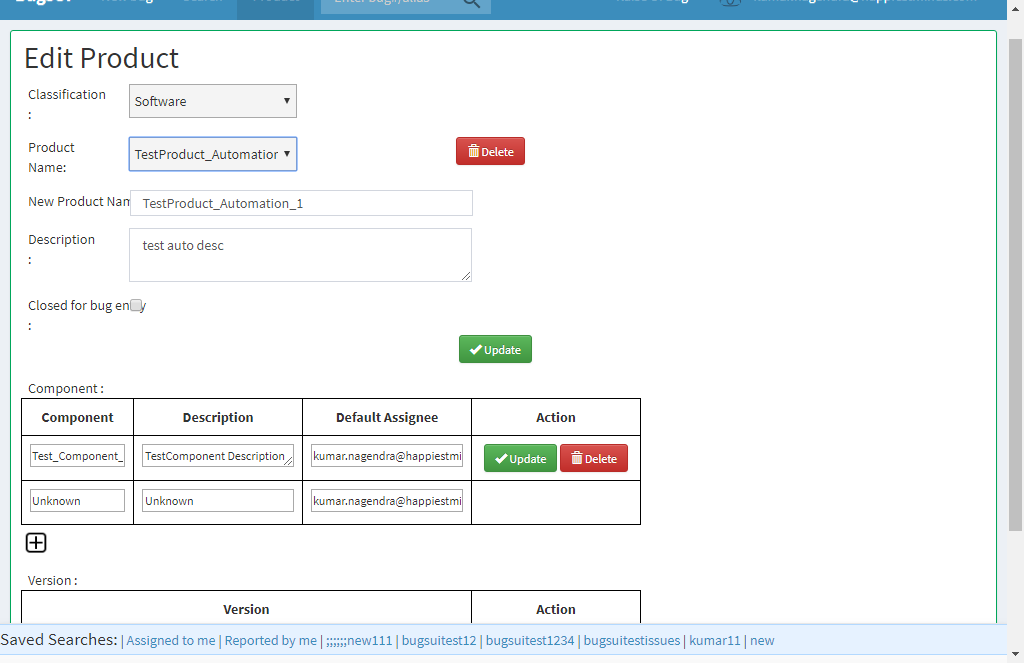 Edit Product
Classification
:
Software
Product
Name:
TestProduct_Automation
Delete
New Product Nam
TestProduct_Automation_1
Description
:
test auto desc
Closed for bug entry
:
Update
Component :
Component Description Default Assignee Action
Test_Component_ TestComponent Description kumar.nagendra@happiestmi Update Delete
Unknown Unknown kumar.nagendra@happiestmi
Version :
Version Action
Saved Searches: | Assigned to me | Reported by me | ;;;;;;new111 | bugsuitest12 | bugsuitest1234 | bugsuitestissues | kumar11 | new